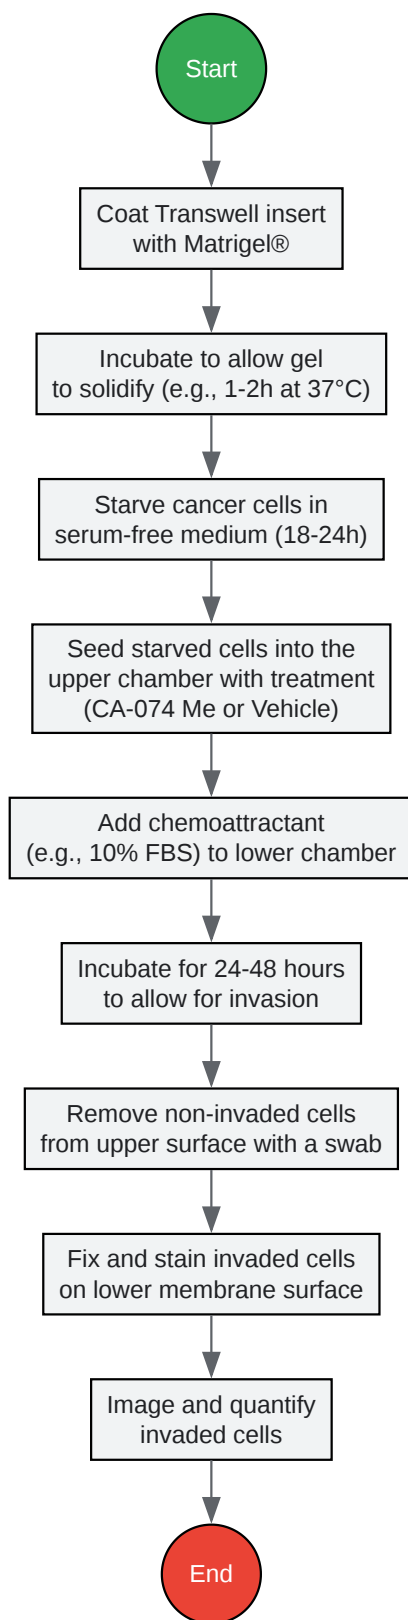 Start
Coat Transwell insert
with Matrigel®
Incubate to allow gel
to solidify (e.g., 1-2h at 37°C)
Starve cancer cells in
serum-free medium (18-24h)
Seed starved cells into the
upper chamber with treatment
(CA-074 Me or Vehicle)
Add chemoattractant
(e.g., 10% FBS) to lower chamber
Incubate for 24-48 hours
to allow for invasion
Remove non-invaded cells
from upper surface with a swab
Fix and stain invaded cells
on lower membrane surface
Image and quantify
invaded cells
End